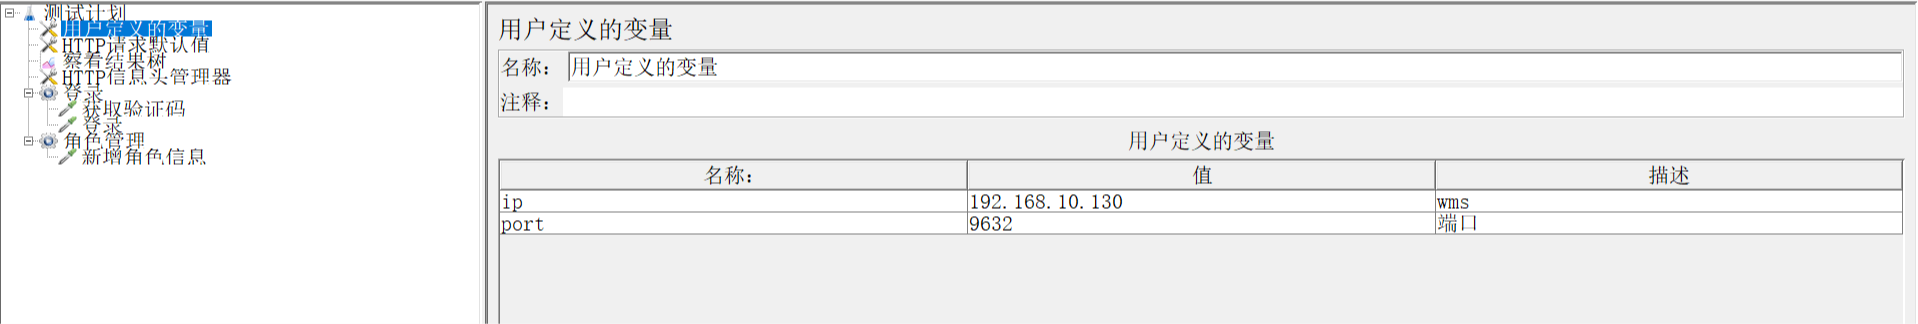 测试计划
用户定义的变量
HTTP请求默认值
察看结果树
HTTP信息头管理器
登录
获取验证码
登录
角色管理
新增角色信息
用户定义的变量
名称： 用户定义的变量
注释：
用户定义的变量
名称： 值 描述
ip 192.168.10.130 wms
port 9632 端口